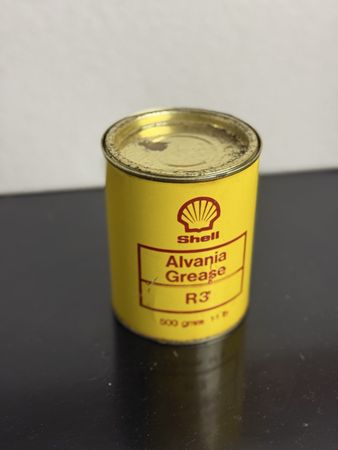 Shell
Alvania
Grease
R3
500 gms 1.1 lb